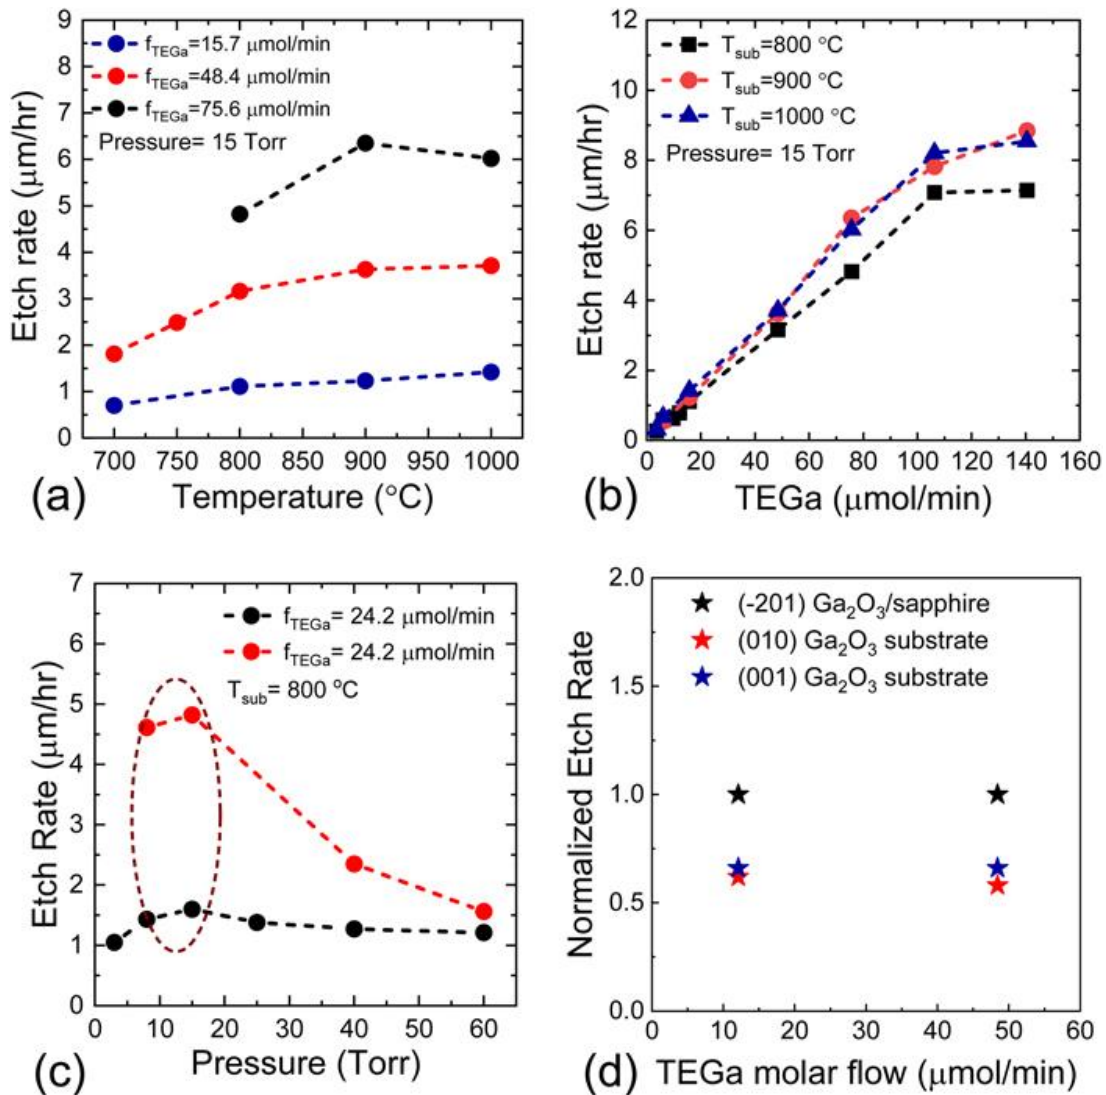 f_TEGa=15.7 μmol/min
f_TEGa=48.4 μmol/min
f_TEGa=75.6 μmol/min
Pressure= 15 Torr
Etch rate (μm/hr)
9
8
7
6
5
4
3
2
1
0
700 750 800 850 900 950 1000
Temperature (°C)
(a)
T_sub=800 °C
T_sub=900 °C
T_sub=1000 °C
Pressure= 15 Torr
Etch rate (μm/hr)
12
10
8
6
4
2
0
0 20 40 60 80 100 120 140 160
TEGa (μmol/min)
(b)
f_TEGa= 24.2 μmol/min
f_TEGa= 24.2 μmol/min
T_sub= 800 °C
Etch Rate (μm/hr)
7
6
5
4
3
2
1
0
0 10 20 30 40 50 60
Pressure (Torr)
(c)
(-201) Ga₂O₃/sapphire
(010) Ga₂O₃ substrate
(001) Ga₂O₃ substrate
Normalized Etch Rate
2.0
1.5
1.0
0.5
0.0
0 10 20 30 40 50 60
TEGa molar flow (μmol/min)
(d)